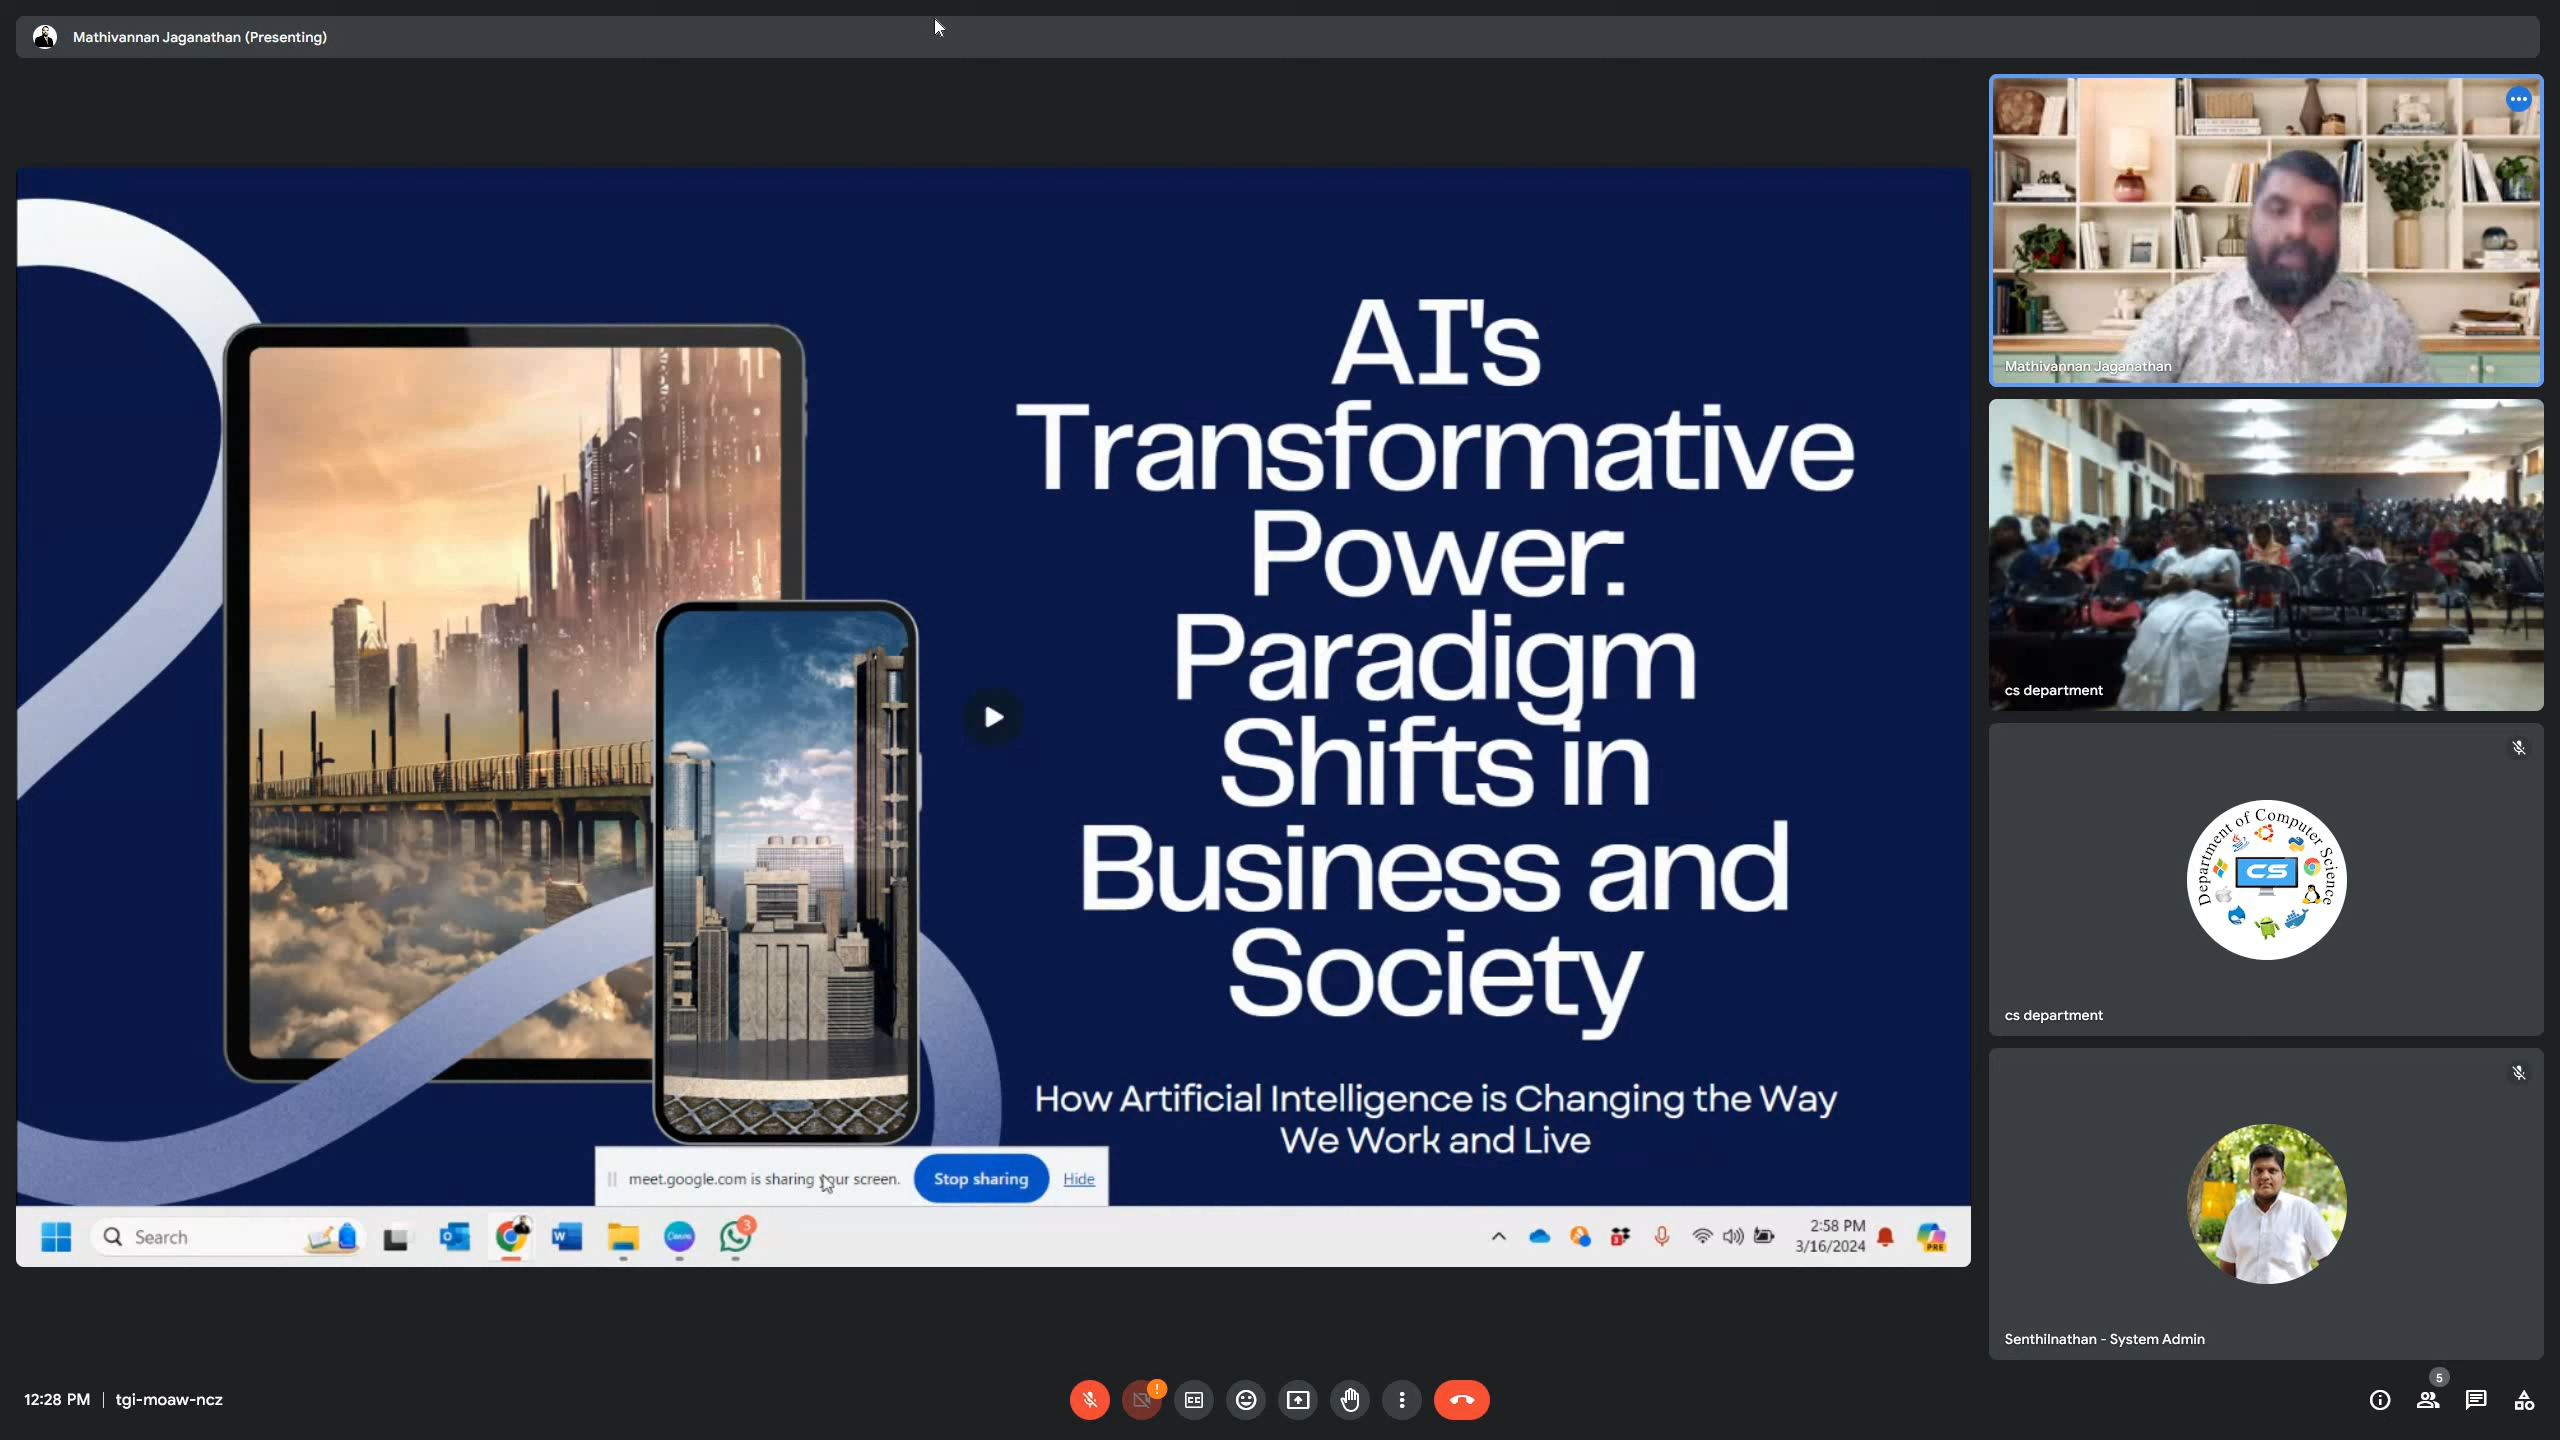 Mathivannan Jaganathan (Presenting)
AI's
Transformative
Power:
Paradigm
Shifts in
Business and
Society
How Artificial Intelligence is Changing the Way
We Work and Live
meet.google.com is sharing your screen.
Stop sharing
Hide
Search
Canva
3
2:58 PM
3/16/2024
PRE
Mathivannan Jaganathan
cs department
Department of Computer Science
CS
cs department
Senthilnathan - System Admin
12:28 PM | tgi-moaw-ncz
5